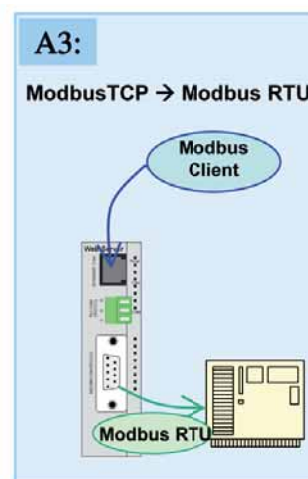 A3:
ModbusTCP → Modbus RTU
Modbus
Client
Modbus RTU